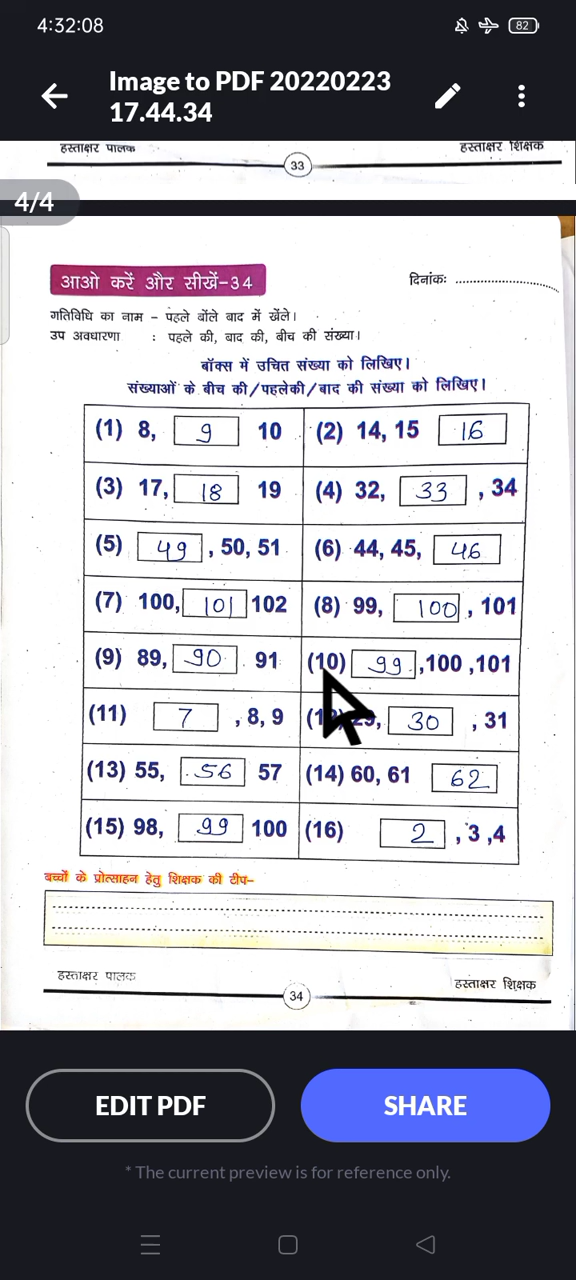 4:32:08
82
Image to PDF 20220223
17.44.34
हस्ताक्षर पालक हस्ताक्षर शिक्षक
33
4/4
आओ करें और सीखें-34 दिनांकः
गतिविधि का नाम – पहले बोंले बाद में खेंले।
उप अवधारणा : पहले की, बाद की, बीच की संख्या।
बॉक्स में उचित संख्या को लिखिए।
संख्याओं के बीच की/पहलेकी/बाद की संख्या को लिखिए।
(1) 8, 9 10 (2) 14, 15 16
(3) 17, 18 19 (4) 32, 33 , 34
(5) 49 , 50, 51 (6) 44, 45, 46
(7) 100, 101 102 (8) 99, 100 , 101
(9) 89, 90 91 (10) 99 ,100 ,101
(11) 7 , 8, 9 30 , 31
(13) 55, 56 57 (14) 60, 61 62
(15) 98, 99 100 (16) 2 , 3 ,4
बच्चों के प्रोत्साहन हेतु शिक्षक की टीप–
हस्ताक्षर पालक हस्ताक्षर शिक्षक
34
EDIT PDF SHARE
* The current preview is for reference only.